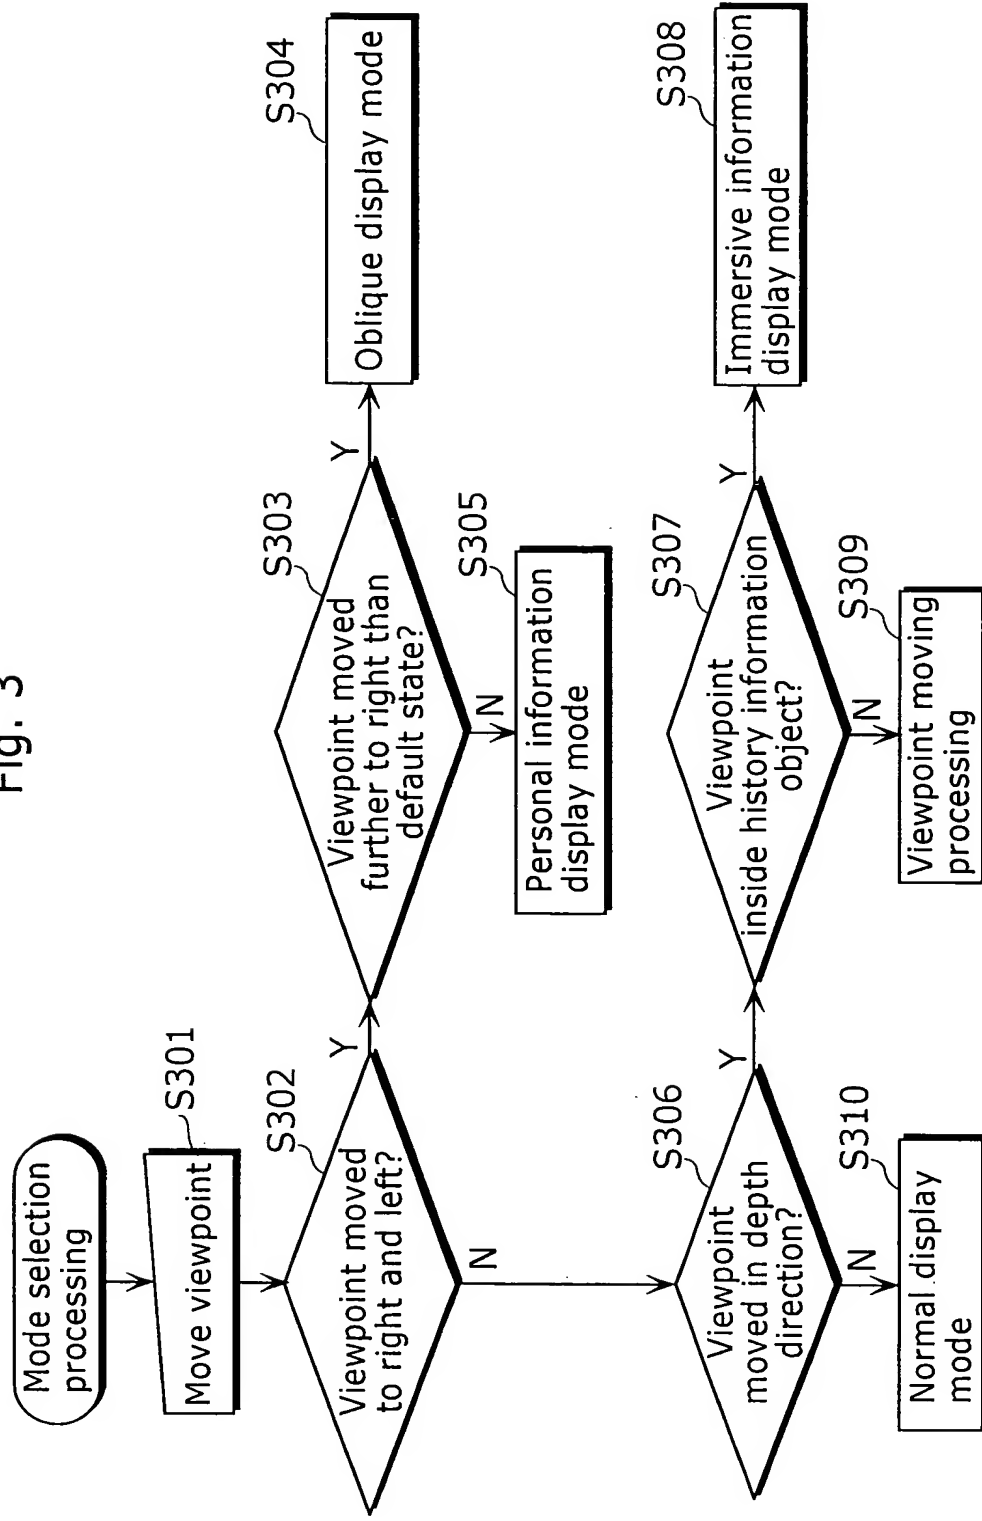 Fig. 3
Mode selection
processing
S301
Move viewpoint
S302
Viewpoint moved
to right and left?
Y
N
S303
Viewpoint moved
further to right than
default state?
Y
N
S304
Oblique display mode
S305
Personal information
display mode
S306
Viewpoint
moved in depth
direction?
Y
N
S307
Viewpoint
inside history information
object?
Y
N
S308
Immersive information
display mode
S309
Viewpoint moving
processing
S310
Normal display
mode